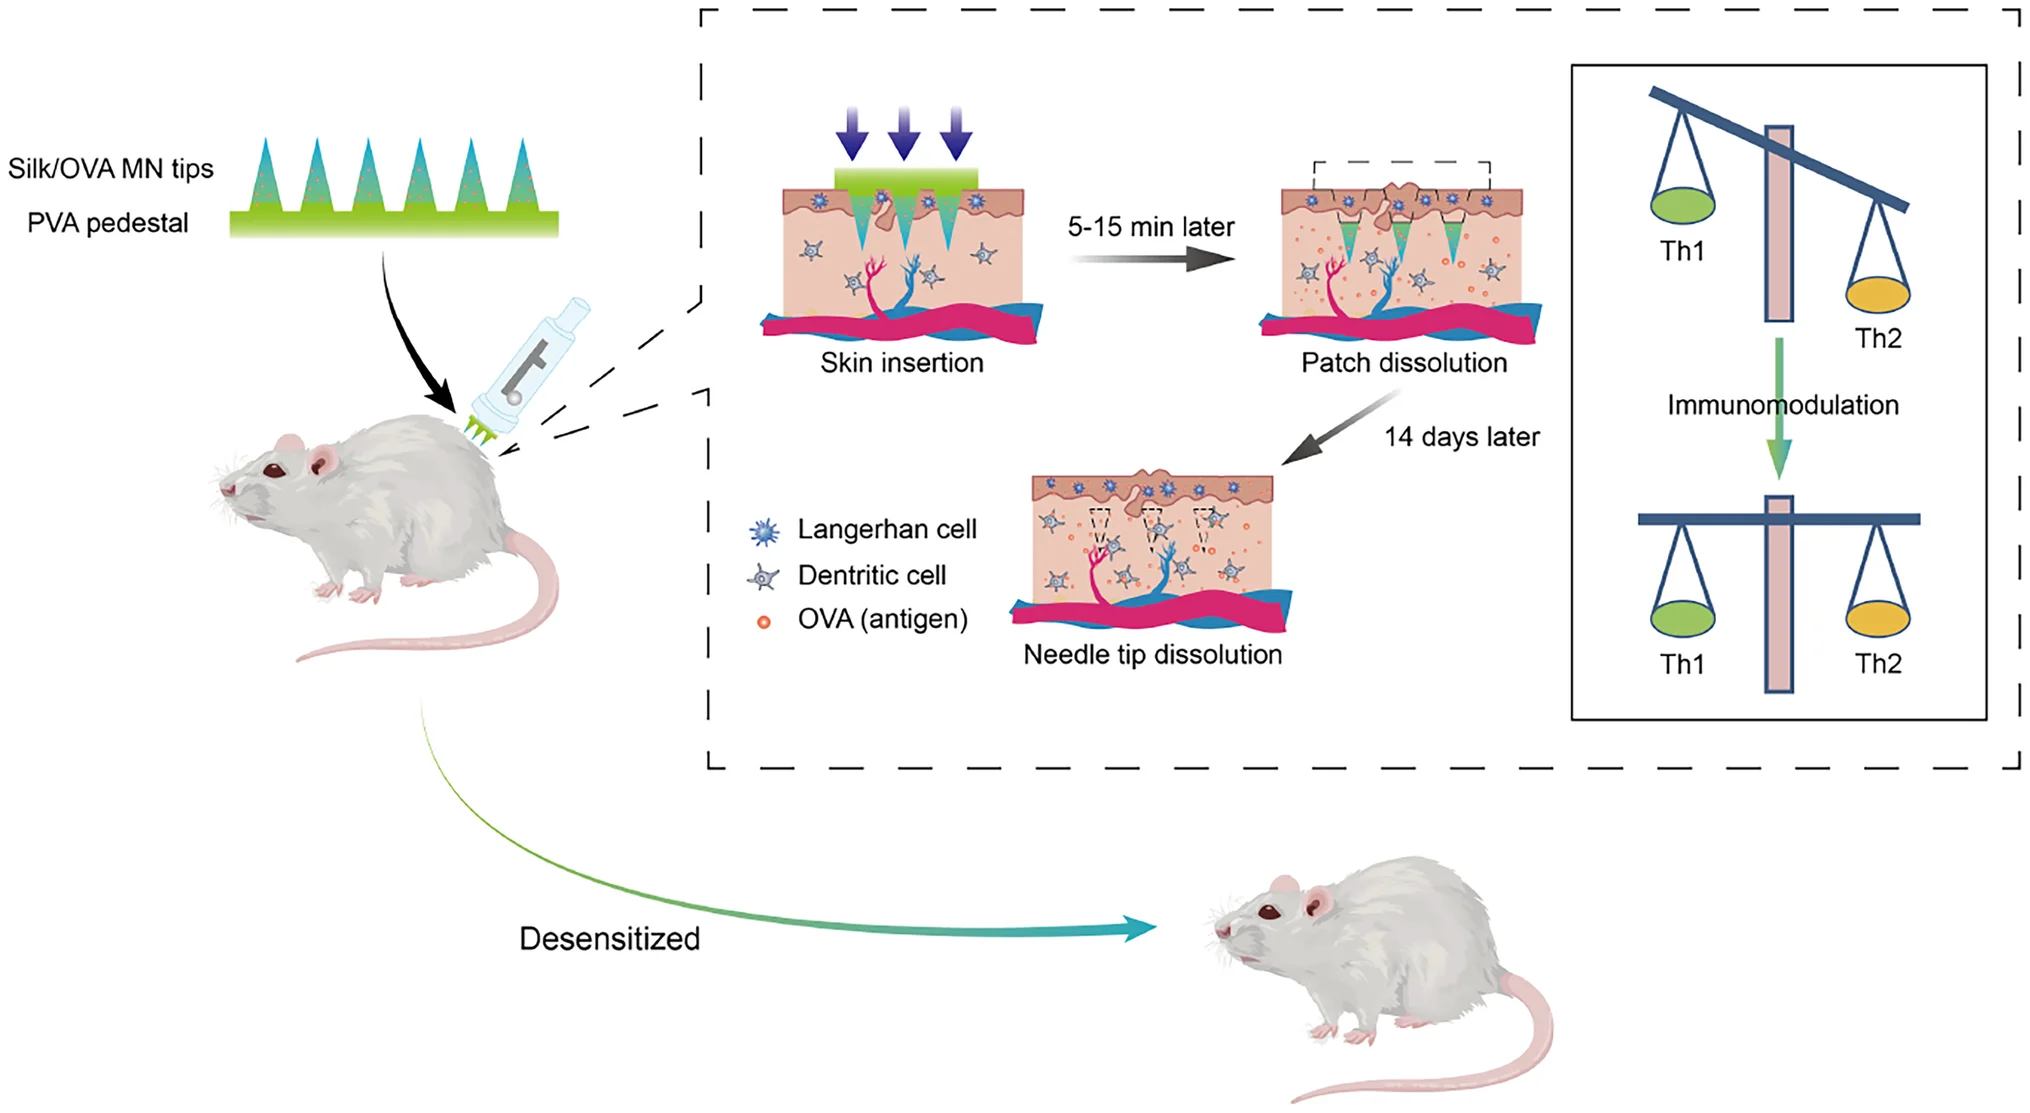 Silk/OVA MN tips
PVA pedestal
5-15 min later
Skin insertion
Patch dissolution
14 days later
Langerhan cell
Dentritic cell
OVA (antigen)
Needle tip dissolution
Th1
Th2
Immunomodulation
Th1
Th2
Desensitized